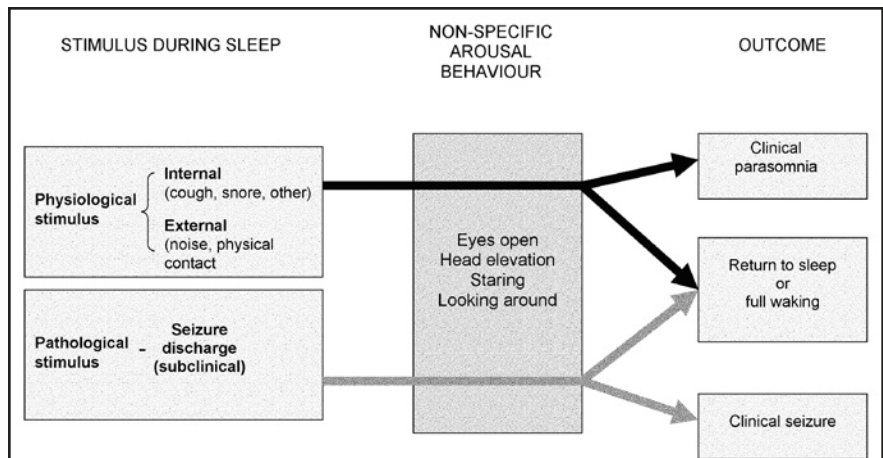 STIMULUS DURING SLEEP
NON-SPECIFIC
AROUSAL
BEHAVIOUR
OUTCOME
Physiological
stimulus
Internal
(cough, snore, other)
External
(noise, physical
contact
Pathological
stimulus
- Seizure
discharge
(subclinical)
Eyes open
Head elevation
Staring
Looking around
Clinical
parasomnia
Return to sleep
or
full waking
Clinical seizure